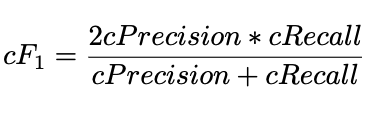 cF₁ = 2cPrecision * cRecall / cPrecision + cRecall